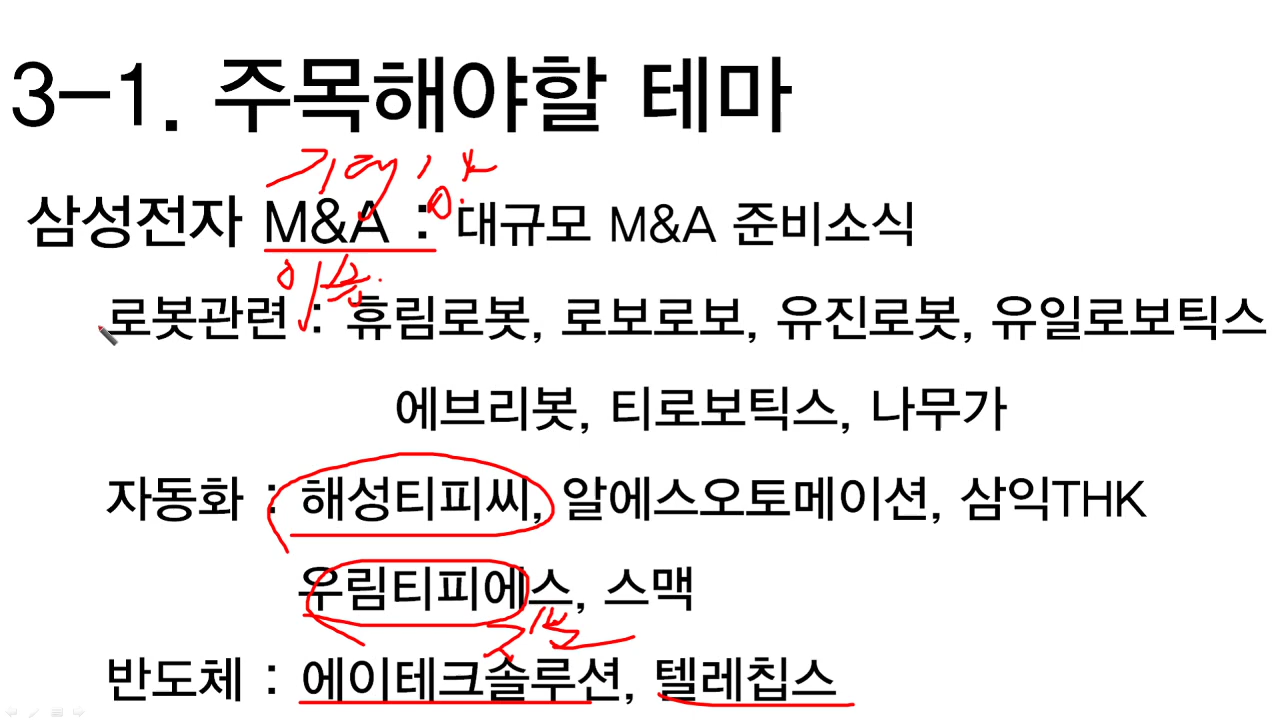 3-1. 주목해야할 테마
삼성전자 M&A : 대규모 M&A 준비소식
로봇관련 : 휴림로봇, 로보로보, 유진로봇, 유일로보틱스
에브리봇, 티로보틱스, 나무가
자동화 : 해성티피씨, 알에스오토메이션, 삼익THK
우림티피에스, 스맥
반도체 : 에이테크솔루션, 텔레칩스